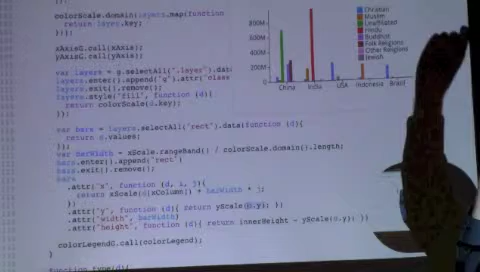 colorScale.domain(layers.map(function
return layer.key;
}));
xAxisG.call(xAxis);
yAxisG.call(yAxis);
var layers = g.selectAll(".layer").data
layers.enter().append("g").attr("class
layers.exit().remove();
layers.style("fill", function (d){
return colorScale(d.key);
});
var bars = layers.selectAll("rect").data(function (d){
return d.values;
});
var barWidth = xScale.rangeBand() / colorScale.domain().length;
bars.enter().append("rect")
bars.exit().remove();
bars
.attr("x", function (d, i, j){
return xScale(d[xColumn]) + barWidth * j;
})
.attr("y", function (d){ return yScale(d.y); })
.attr("width", barWidth)
.attr("height", function (d){ return innerHeight - yScale(d.y); })
colorLegendG.call(colorLegend);
}
function type(d){
800M
600M
400M
200M
0
China
India
USA
Indonesia
Brazil
Christian
Muslim
Unaffiliated
Hindu
Buddhist
Folk Religions
Other Religions
Jewish